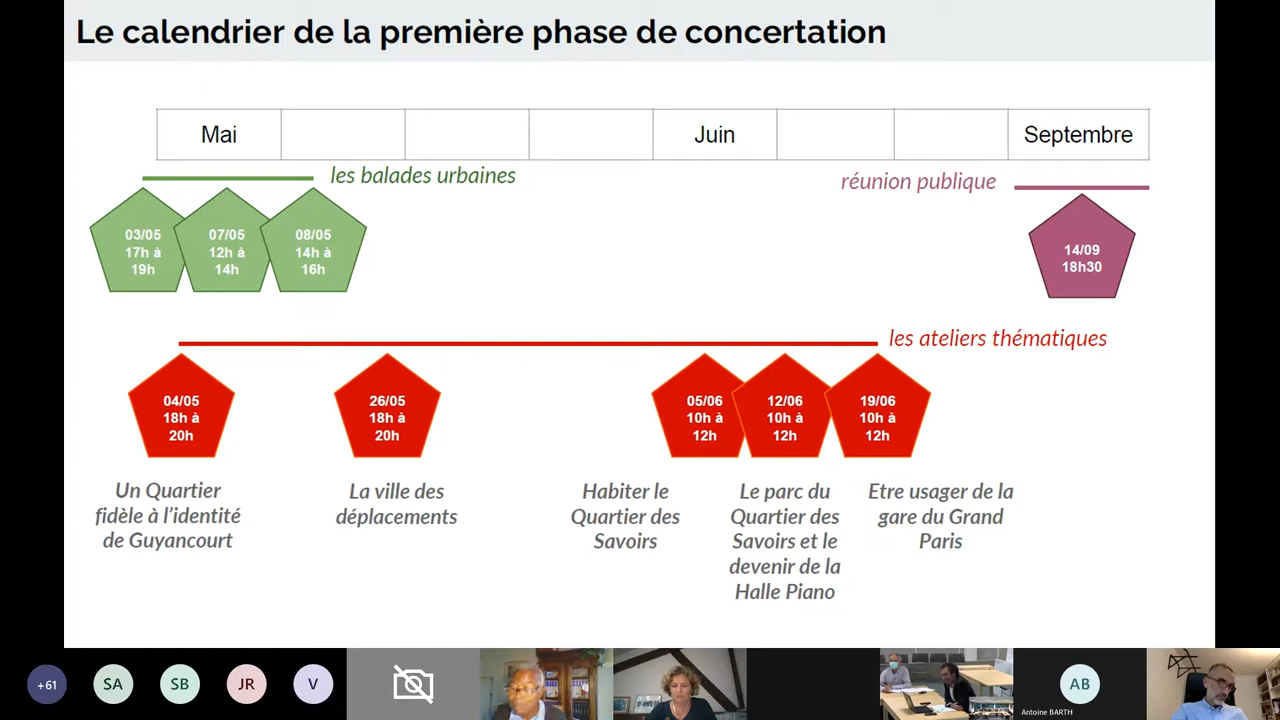 Le calendrier de la première phase de concertation
Mai
Juin
Septembre
les balades urbaines
réunion publique
03/05
17h à
19h
07/05
12h à
14h
08/05
14h à
16h
14/09
18h30
les ateliers thématiques
04/05
18h à
20h
26/05
18h à
20h
05/06
10h à
12h
12/06
10h à
12h
19/06
10h à
12h
Un Quartier
fidèle à l'identité
de Guyancourt
La ville des
déplacements
Habiter le
Quartier des
Savoirs
Le parc du
Quartier des
Savoirs et le
devenir de la
Halle Piano
Etre usager de la
gare du Grand
Paris
+61
SA
SB
JR
V
AB
Antoine BARTH